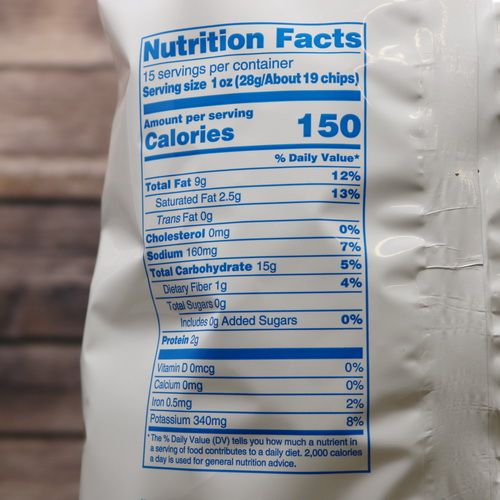 Nutrition Facts
15 servings per container
Serving size 1 oz (28g/About 19 chips)
Amount per serving
Calories 150
% Daily Value*
Total Fat 9g 12%
Saturated Fat 2.5g 13%
Trans Fat 0g
Cholesterol 0mg 0%
Sodium 160mg 7%
Total Carbohydrate 15g 5%
Dietary Fiber 1g 4%
Total Sugars 0g
Includes 0g Added Sugars 0%
Protein 2g
Vitamin D 0mcg 0%
Calcium 0mg 0%
Iron 0.5mg 2%
Potassium 340mg 8%
* The % Daily Value (DV) tells you how much a nutrient in
a serving of food contributes to a daily diet. 2,000 calories
a day is used for general nutrition advice.